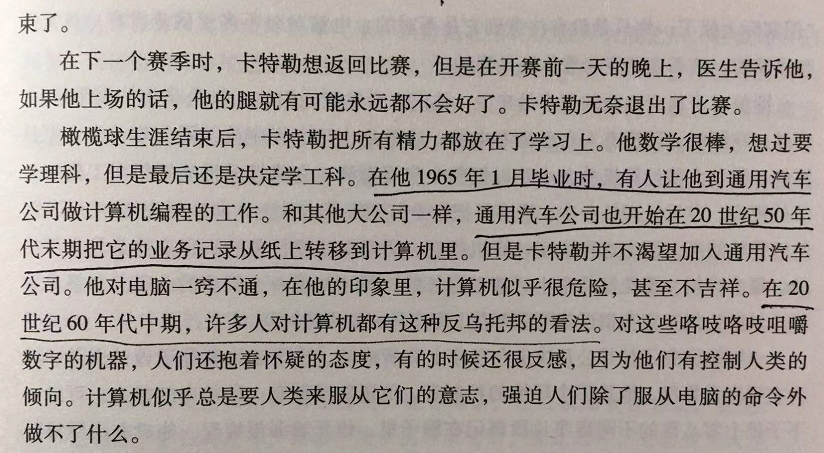 束了。
在下一个赛季时，卡特勒想返回比赛，但是在开赛前一天的晚上，医生告诉他，
如果他上场的话，他的腿就有可能永远都不会好了。卡特勒无奈退出了比赛。
橄榄球生涯结束后，卡特勒把所有精力都放在了学习上。他数学很棒，想过要
学理科，但是最后还是决定学工科。在他 1965 年 1 月毕业时，有人让他到通用汽车
公司做计算机编程的工作。和其他大公司一样，通用汽车公司也开始在 20 世纪 50 年
代末期把它的业务记录从纸上转移到计算机里。但是卡特勒并不渴望加入通用汽车
公司。他对电脑一窍不通，在他的印象里，计算机似乎很危险，甚至不吉祥。在 20
世纪 60 年代中期，许多人对计算机都有这种反乌托邦的看法。对这些咯吱咯吱咀嚼
数字的机器，人们还抱着怀疑的态度，有的时候还很反感，因为他们有控制人类的
倾向。计算机似乎总是要人类来服从它们的意志，强迫人们除了服从电脑的命令外
做不了什么。